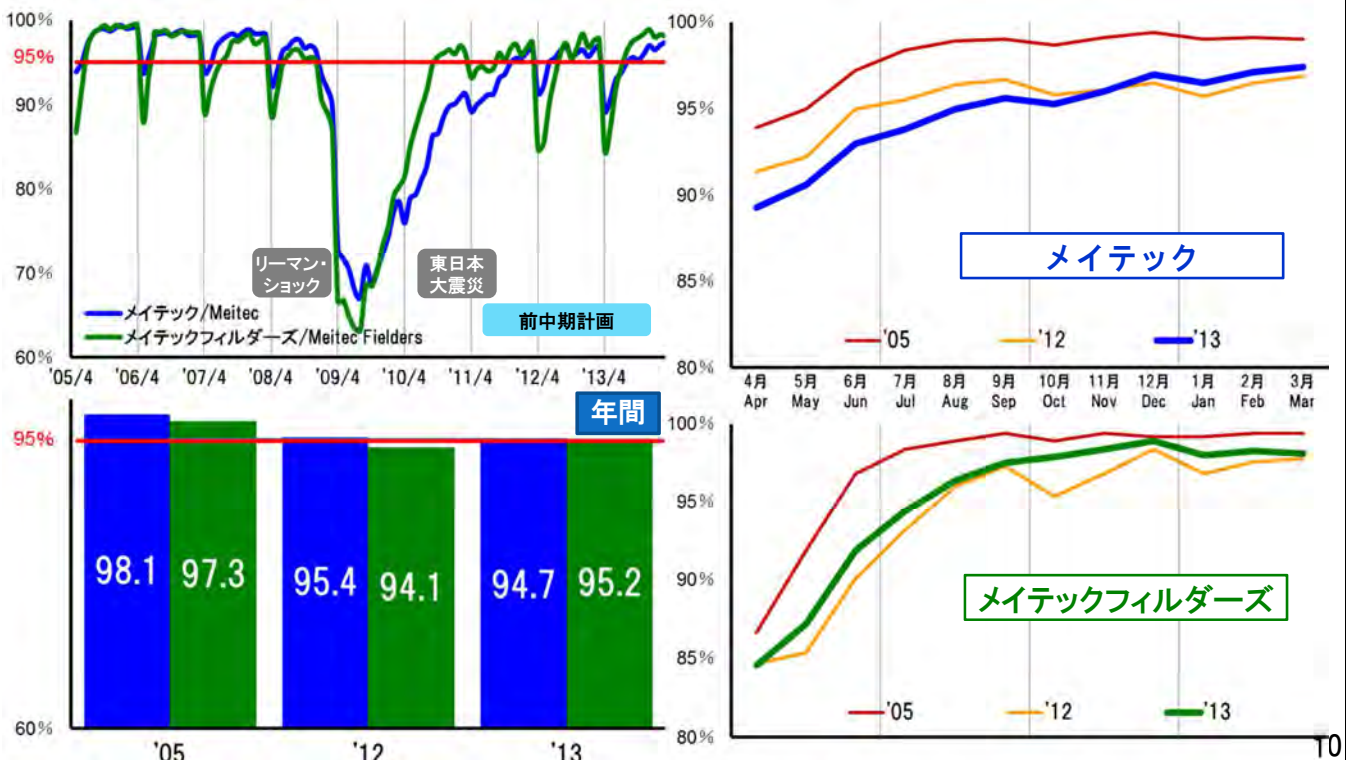 100%
95%
90%
80%
70%
60%
リーマン・
ショック
東日本
大震災
前中期計画
メイテック/Meitec
メイテックフィルダーズ/Meitec Fielders
'05/4
'06/4
'07/4
'08/4
'09/4
'10/4
'11/4
'12/4
'13/4
100%
95%
90%
85%
80%
メイテック
'05
'12
'13
4月
5月
6月
7月
8月
9月
10月
11月
12月
1月
2月
3月
Apr
May
Jun
Jul
Aug
Sep
Oct
Nov
Dec
Jan
Feb
Mar
年間
95%
60%
98.1
97.3
95.4
94.1
94.7
95.2
'05
'12
'13
100%
95%
90%
85%
80%
メイテックフィルダーズ
'05
'12
'13
10